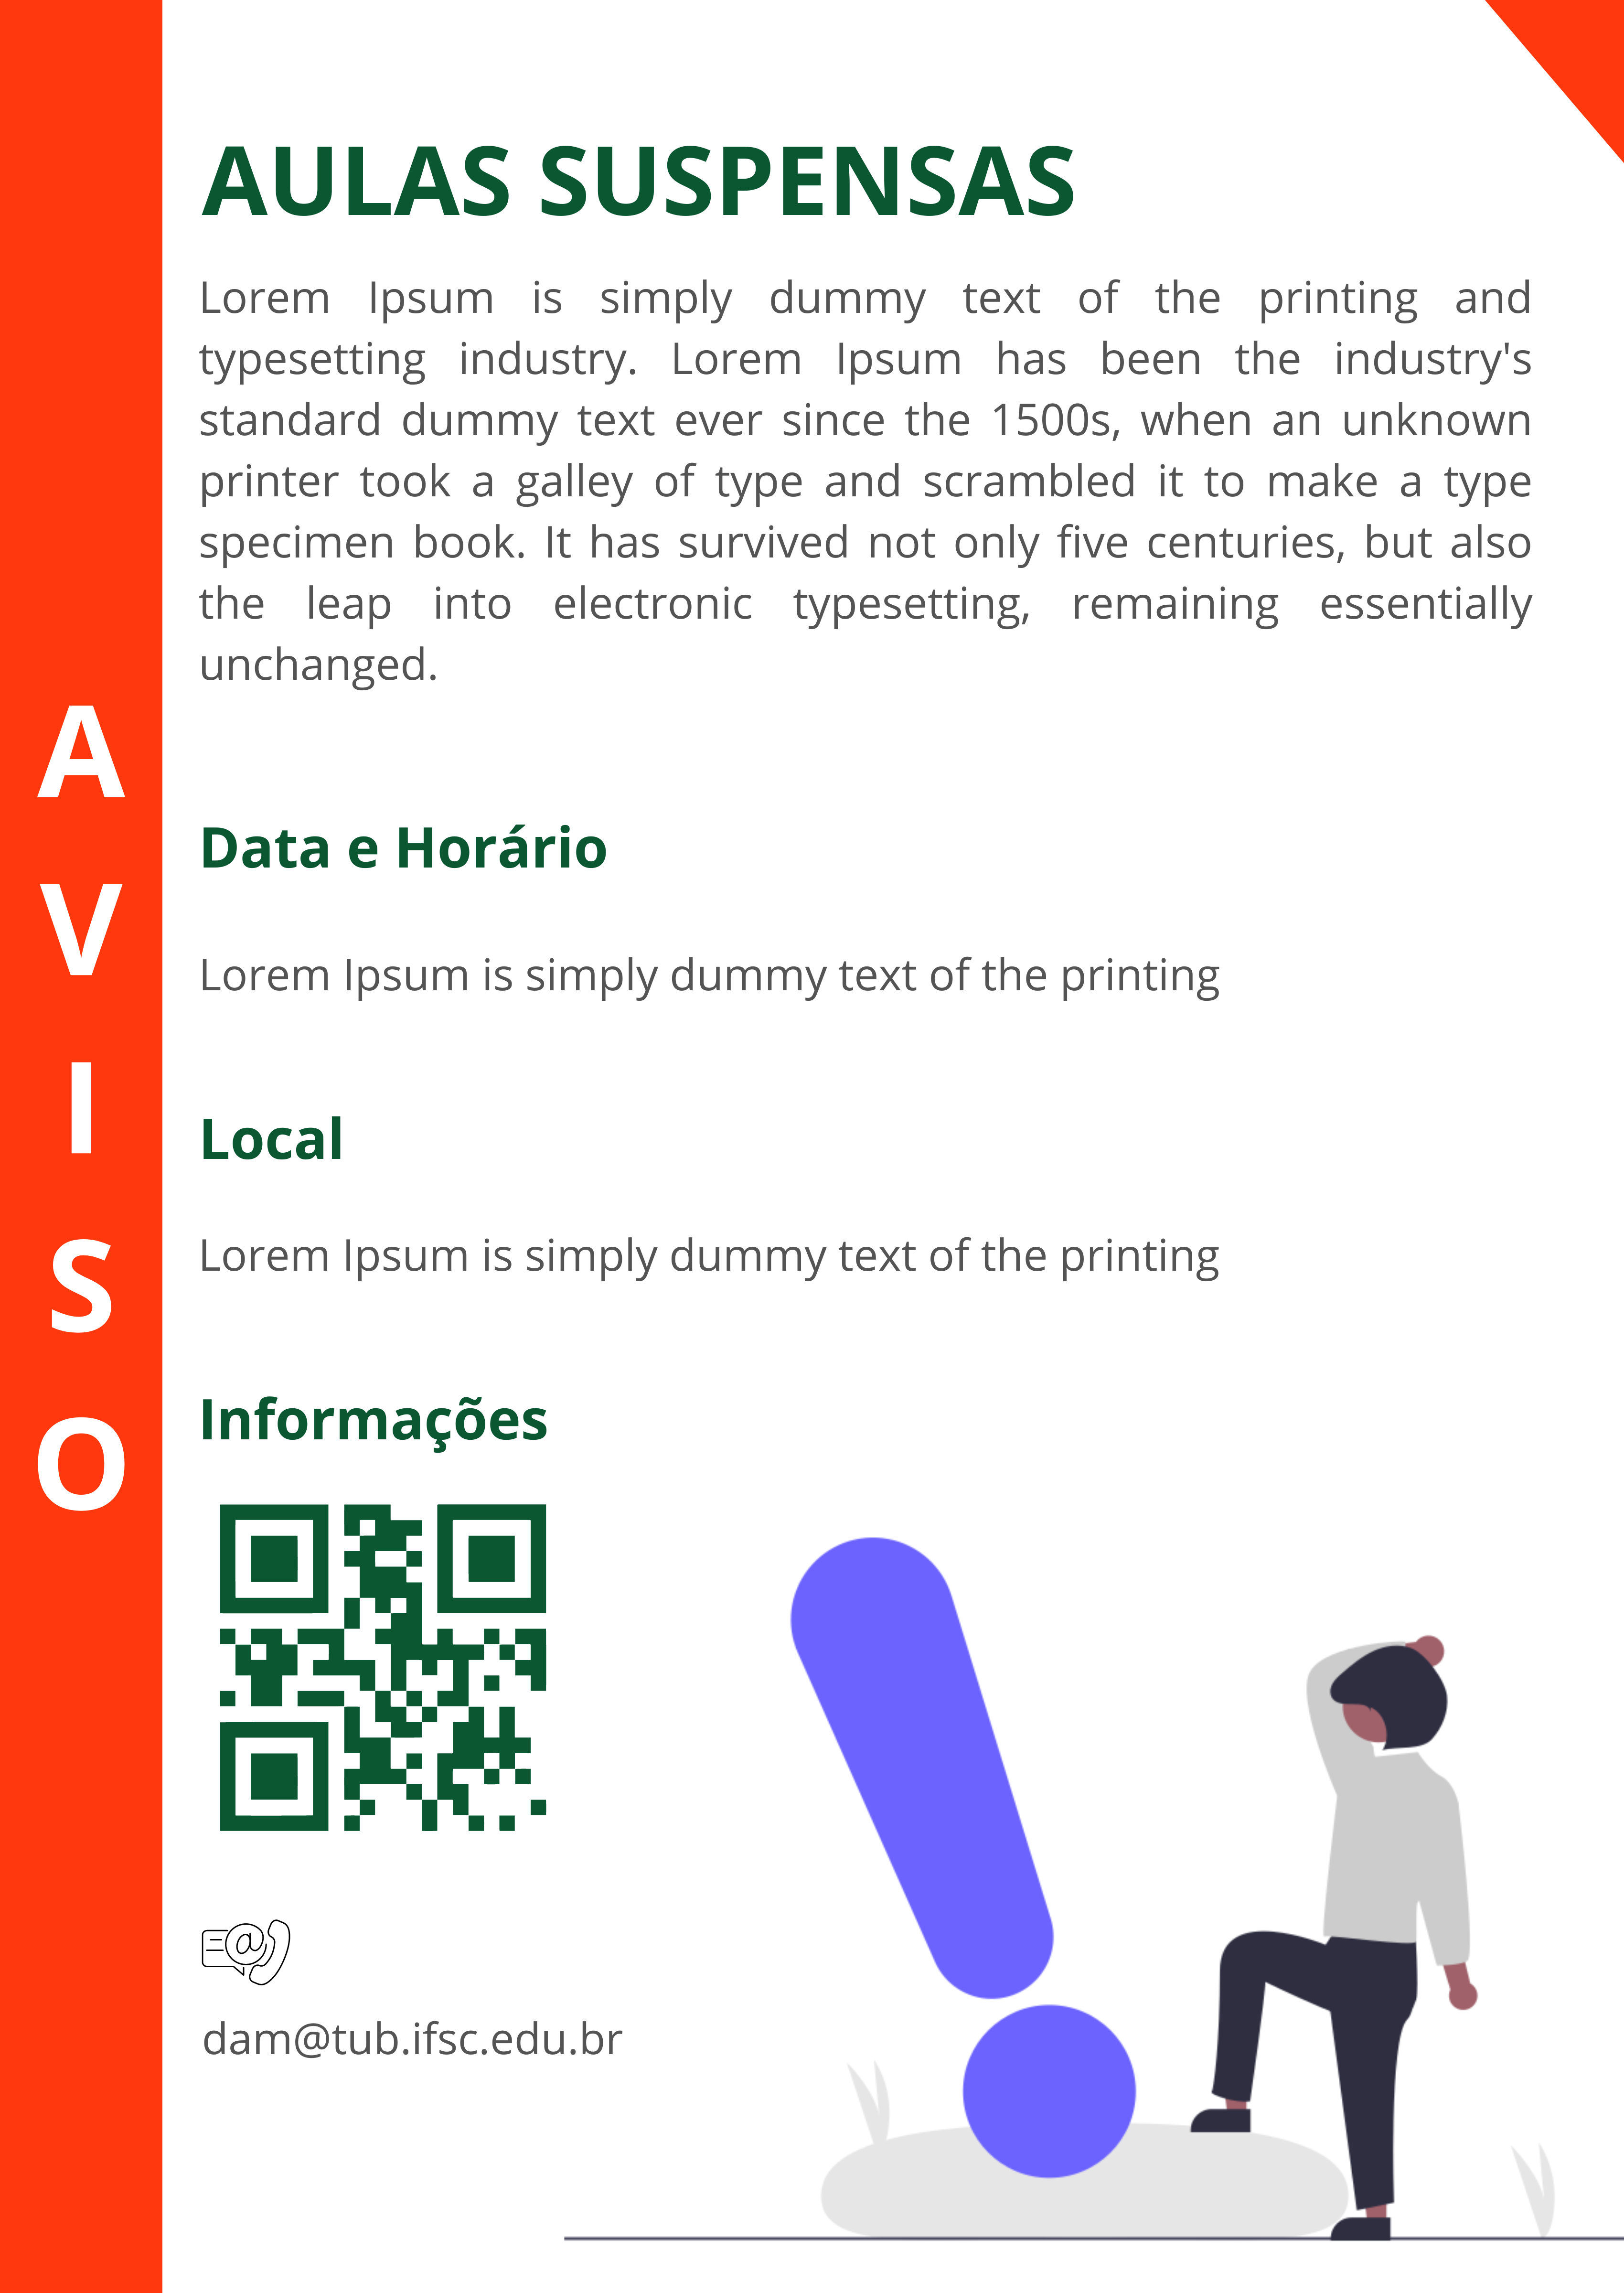 AVISO
AULAS SUSPENSAS
Lorem Ipsum is simply dummy text of the printing and
typesetting industry. Lorem Ipsum has been the industry's
standard dummy text ever since the 1500s, when an unknown
printer took a galley of type and scrambled it to make a type
specimen book. It has survived not only five centuries, but also
the leap into electronic typesetting, remaining essentially
unchanged.
Data e Horário
Lorem Ipsum is simply dummy text of the printing
Local
Lorem Ipsum is simply dummy text of the printing
Informações
@
dam@tub.ifsc.edu.br